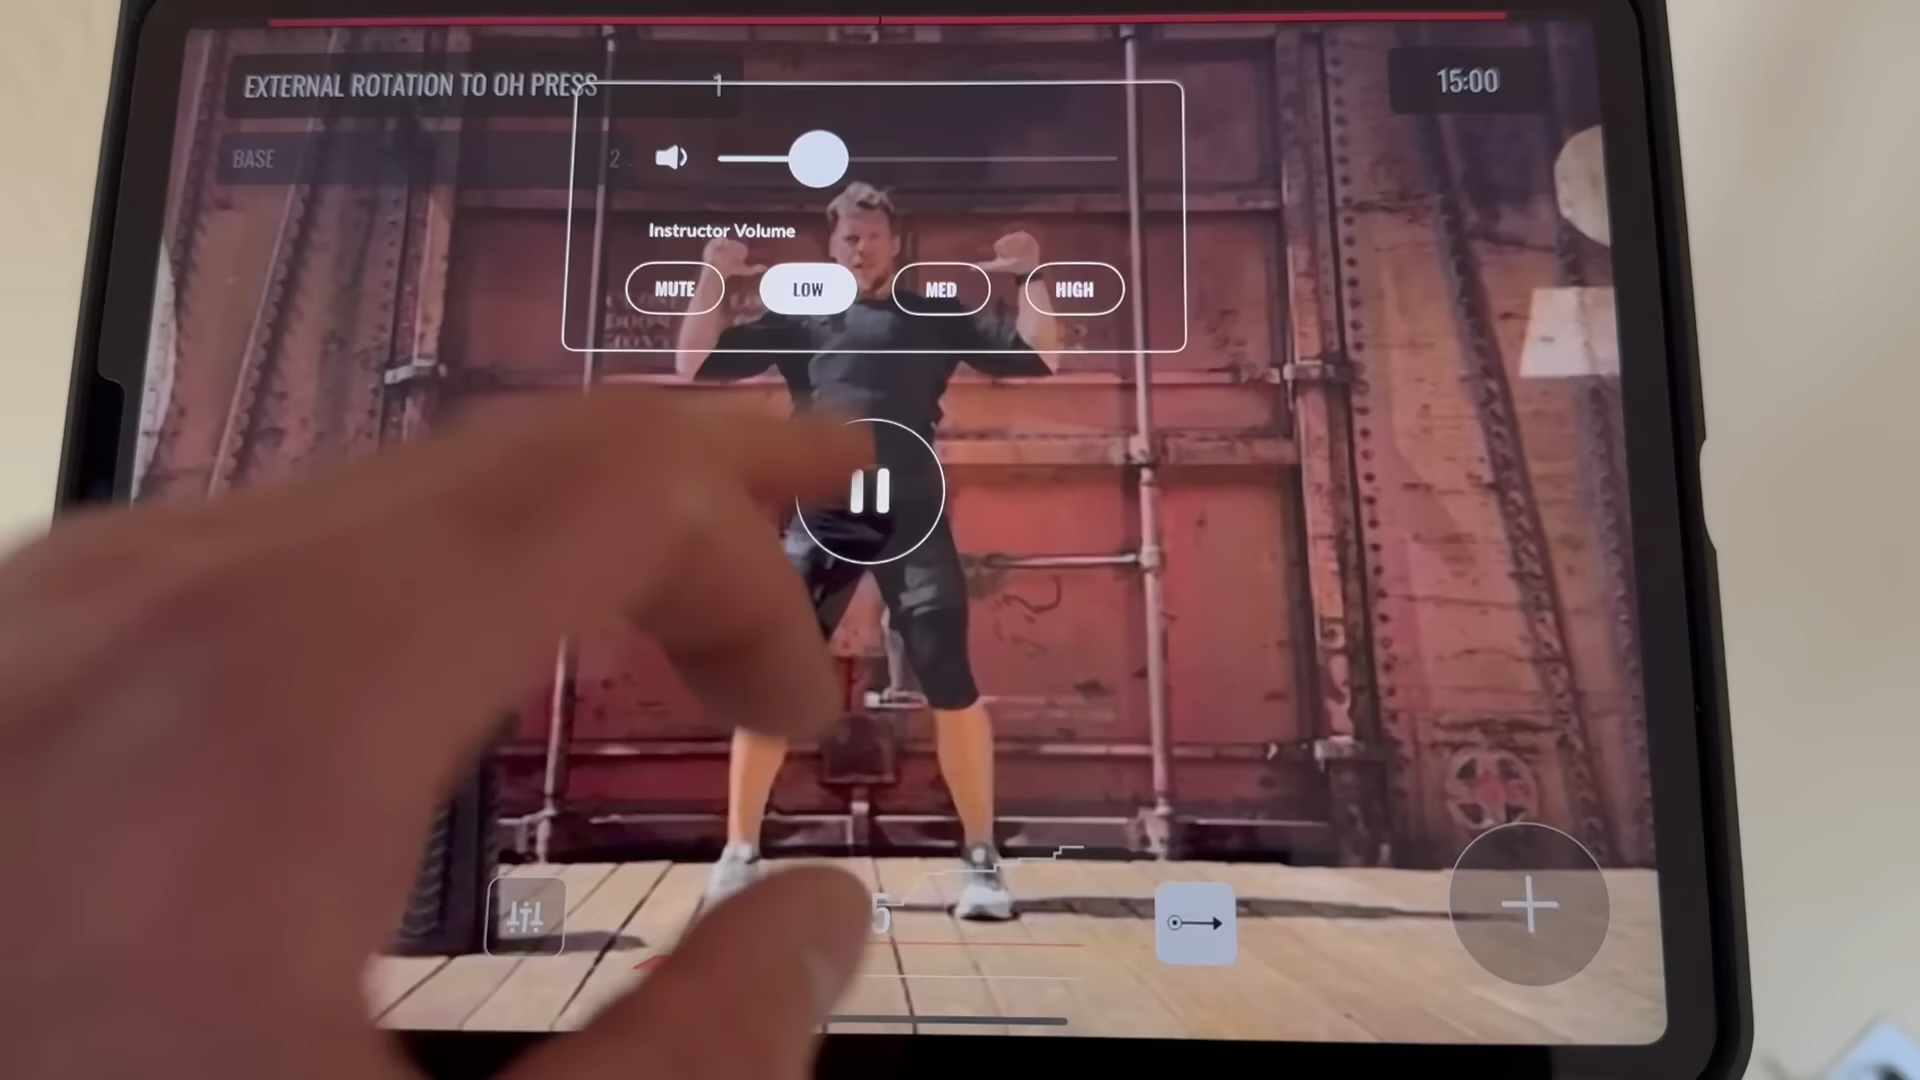 EXTERNAL ROTATION TO OH PRESS 1
15:00
BASE 2
Instructor Volume
MUTE LOW MED HIGH
5